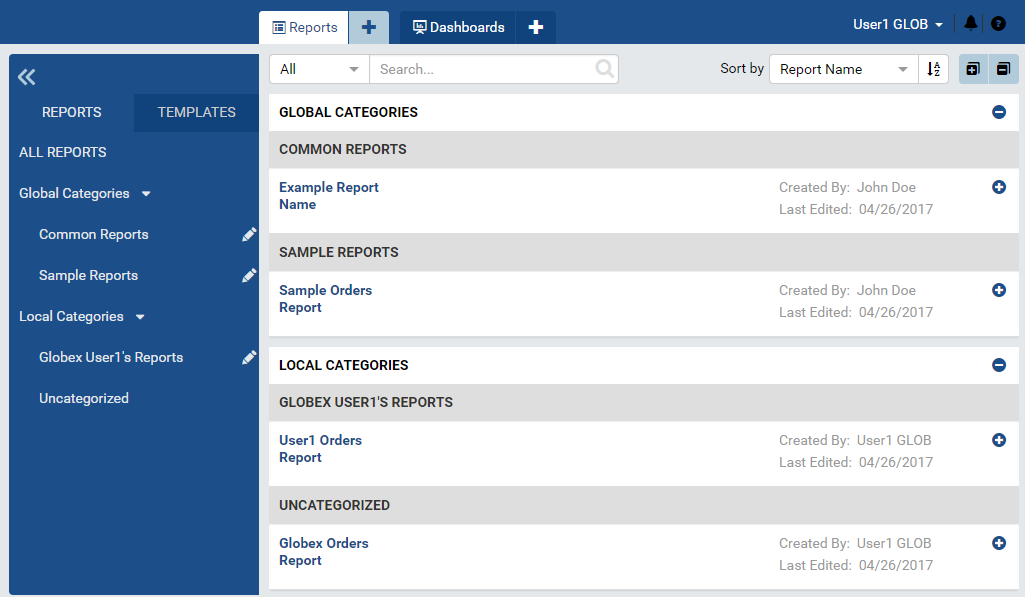 Reports
Dashboards
User1 GLOB
REPORTS
TEMPLATES
ALL REPORTS
Global Categories
Common Reports
Sample Reports
Local Categories
Globex User1's Reports
Uncategorized
All
Search...
Sort by
Report Name
A
Z
GLOBAL CATEGORIES
COMMON REPORTS
Example Report
Name
Created By: John Doe
Last Edited: 04/26/2017
SAMPLE REPORTS
Sample Orders
Report
Created By: John Doe
Last Edited: 04/26/2017
LOCAL CATEGORIES
GLOBEX USER1'S REPORTS
User1 Orders
Report
Created By: User1 GLOB
Last Edited: 04/26/2017
UNCATEGORIZED
Globex Orders
Report
Created By: User1 GLOB
Last Edited: 04/26/2017